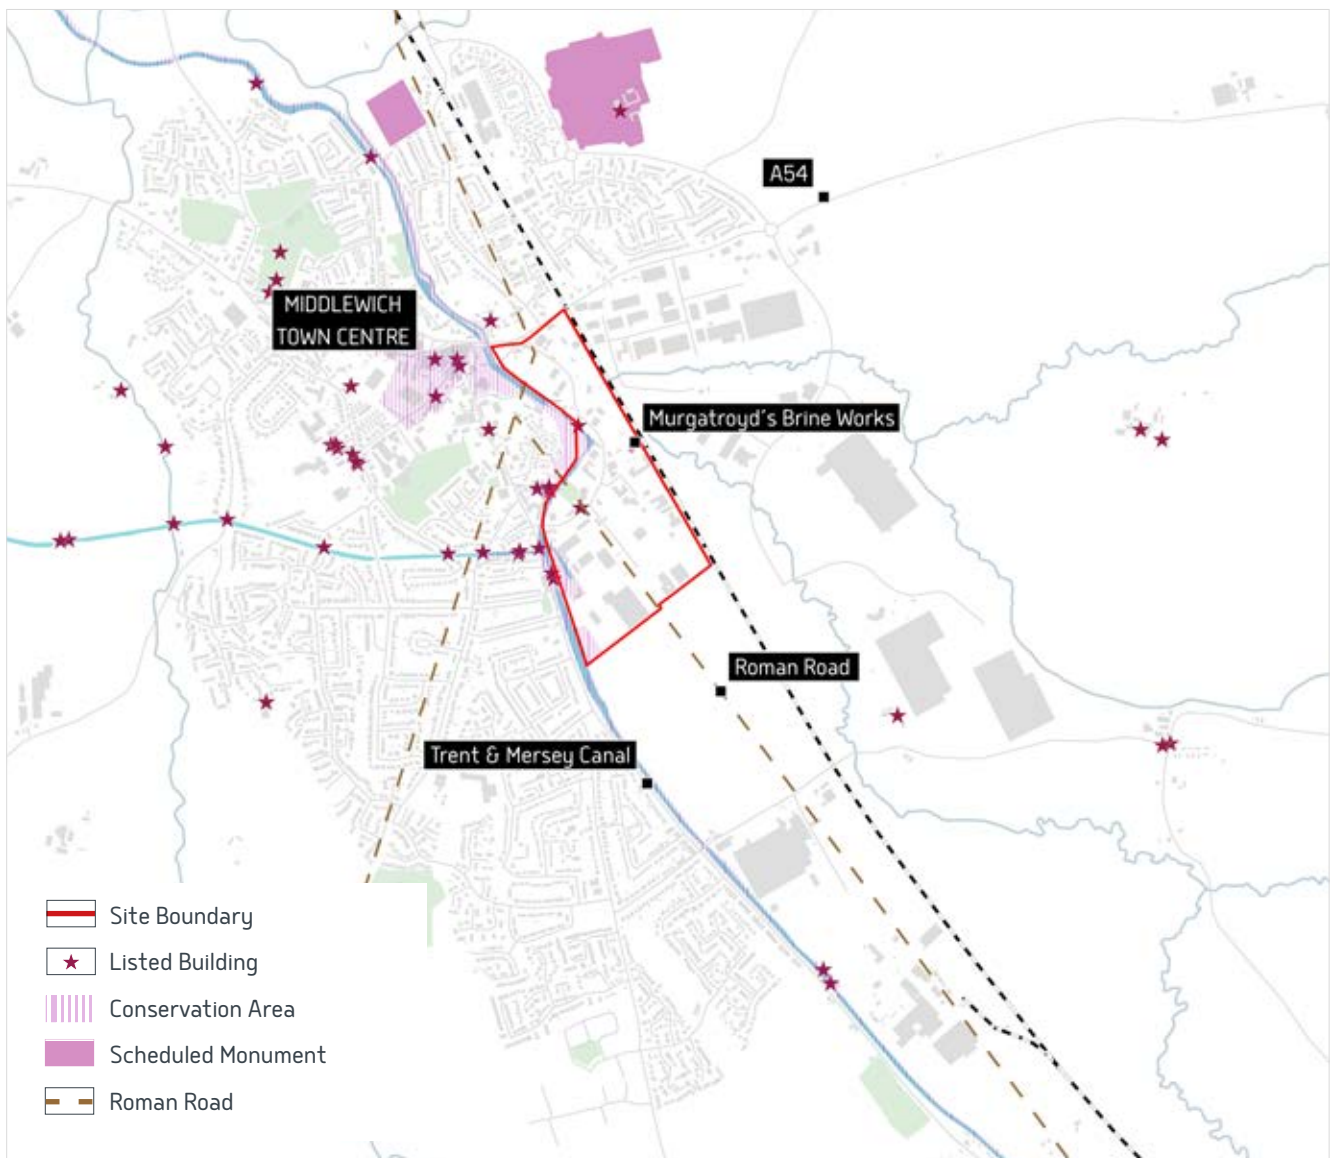 A54
MIDDLEWICH
TOWN CENTRE
Murgatroyd's Brine Works
Roman Road
Trent & Mersey Canal
Site Boundary
Listed Building
Conservation Area
Scheduled Monument
Roman Road